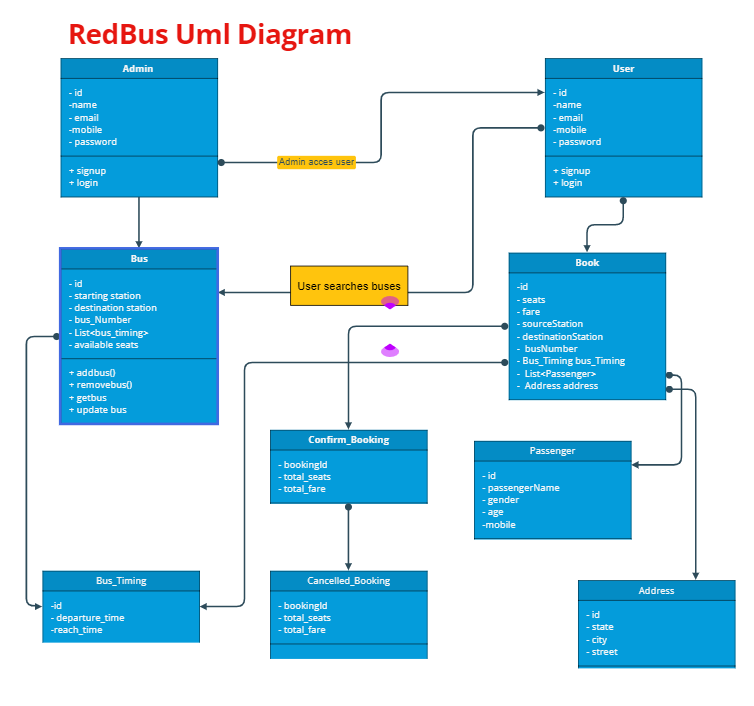 RedBus Uml Diagram
Admin
- id
-name
- email
-mobile
- password
+ signup
+ login
User
- id
-name
- email
-mobile
- password
+ signup
+ login
Admin acces user
Bus
- id
- starting station
- destination station
- bus_Number
- List<bus_timing>
- available seats
+ addbus()
+ removebus()
+ getbus
+ update bus
User searches buses
Book
-id
- seats
- fare
- sourceStation
- destinationStation
- busNumber
- Bus_Timing bus_Timing
- List<Passenger>
- Address address
Confirm_Booking
- bookingId
- total_seats
- total_fare
Passenger
- id
- passengerName
- gender
- age
-mobile
Bus_Timing
-id
- departure_time
-reach_time
Cancelled_Booking
- bookingId
- total_seats
- total_fare
Address
- id
- state
- city
- street